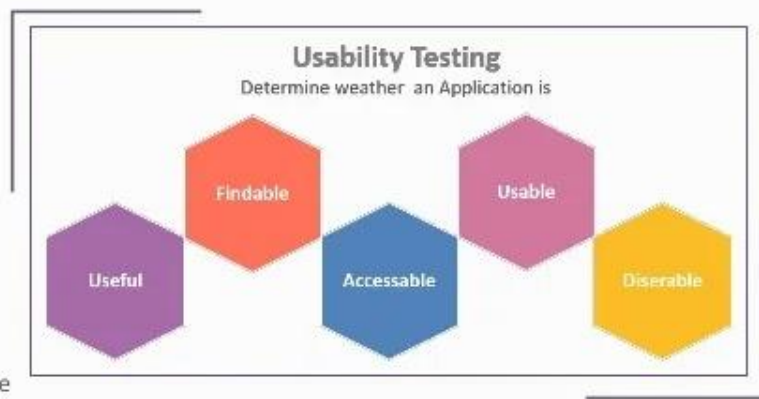 Usability Testing
Determine weather an Application is
Findable
Usable
Useful
Accessable
Diserable
e